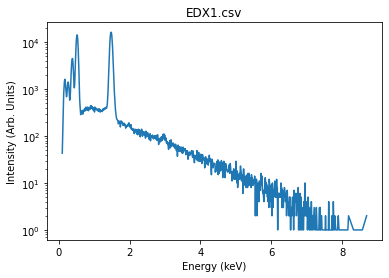 EDX1.csv
Intensity (Arb. Units)
10⁴
10³
10²
10¹
10⁰
0 2 4 6 8
Energy (keV)